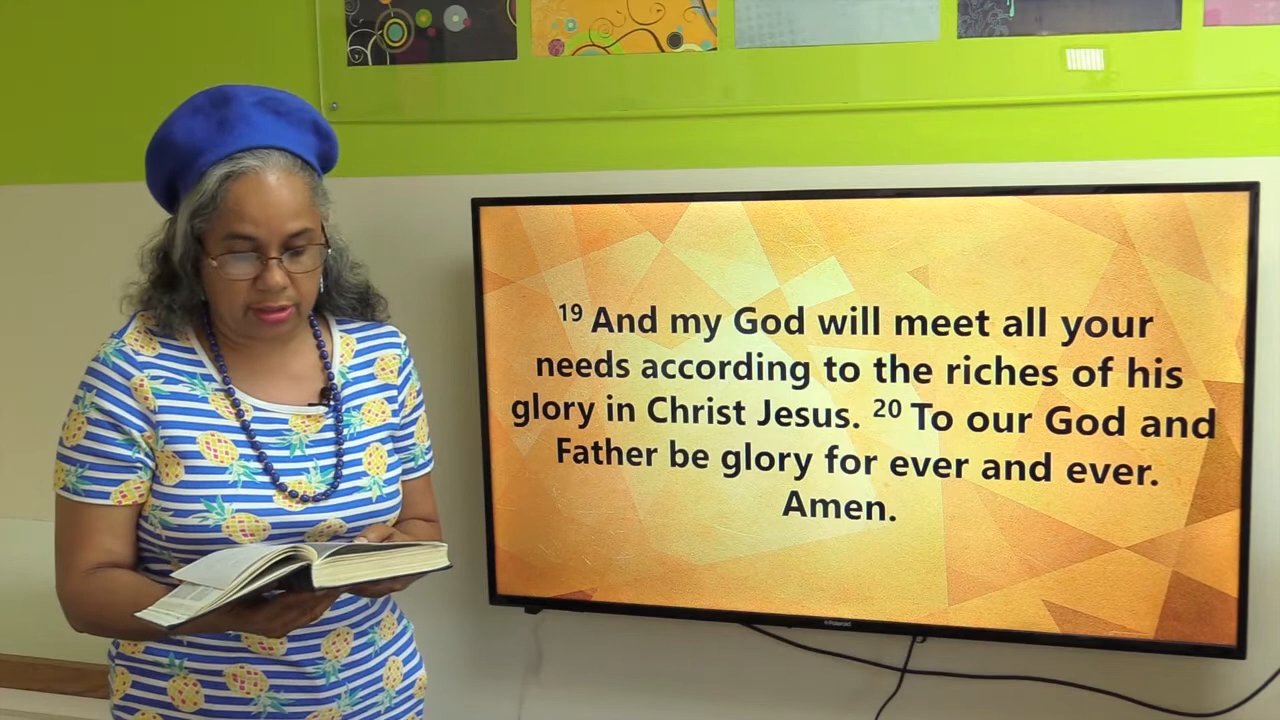 ¹⁹ And my God will meet all your
needs according to the riches of his
glory in Christ Jesus. ²⁰ To our God and
Father be glory for ever and ever.
Amen.
Polaroid